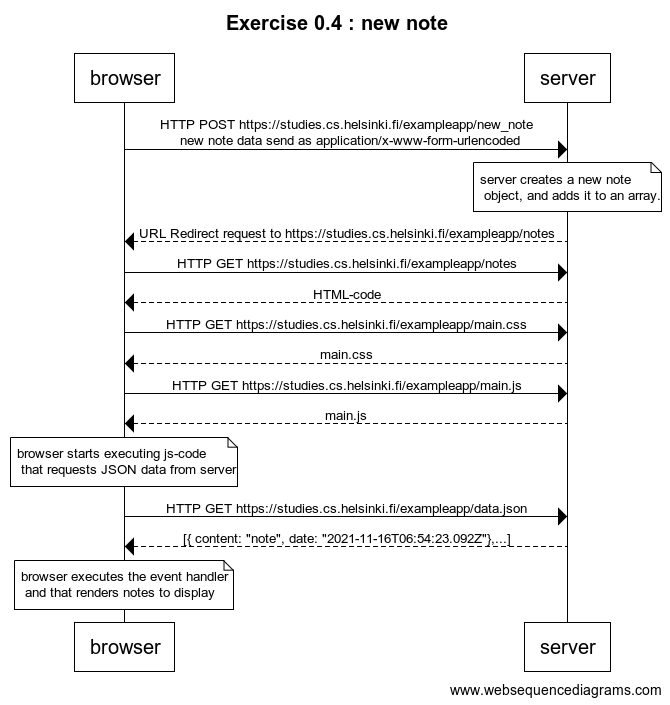 Exercise 0.4 : new note
browser
server
HTTP POST https://studies.cs.helsinki.fi/exampleapp/new_note
new note data send as application/x-www-form-urlencoded
server creates a new note
object, and adds it to an array.
URL Redirect request to https://studies.cs.helsinki.fi/exampleapp/notes
HTTP GET https://studies.cs.helsinki.fi/exampleapp/notes
HTML-code
HTTP GET https://studies.cs.helsinki.fi/exampleapp/main.css
main.css
HTTP GET https://studies.cs.helsinki.fi/exampleapp/main.js
main.js
browser starts executing js-code
that requests JSON data from server
HTTP GET https://studies.cs.helsinki.fi/exampleapp/data.json
[{ content: "note", date: "2021-11-16T06:54:23.092Z"},...]
browser executes the event handler
and that renders notes to display
browser
server
www.websequencediagrams.com